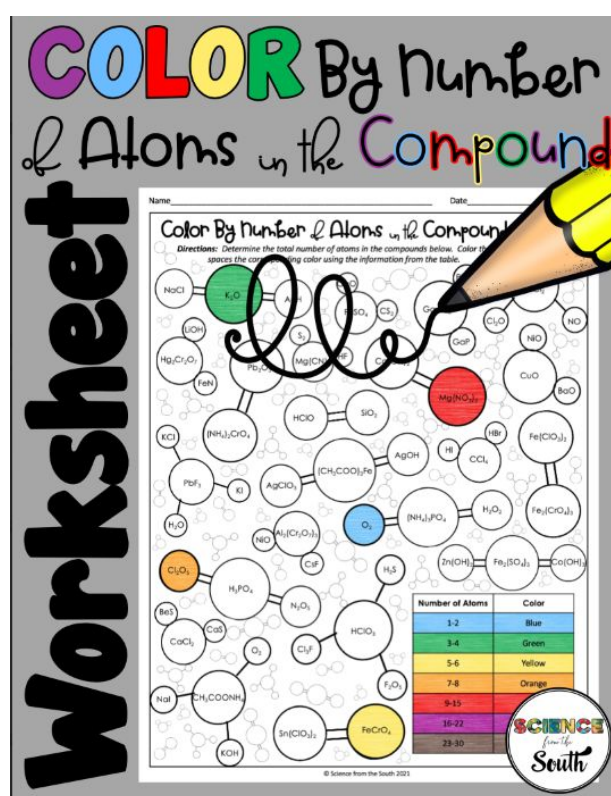 COLOR By Number
of Atoms in the Compound
Worksheet
Name
Date
Color By Number of Atoms in the Compound
Directions: Determine the total number of atoms in the compounds below. Color the
spaces the corresponding color using the information from the table.
NaCl
K₂O
CS₂
Cl₂O
NO
LiOH
S₂
HF
GaP
NiO
Hg₂Cr₂O₇
FeN
CuO
BaO
Mg(NO₃)₂
HClO
SiO₂
(NH₄)₂CrO₄
KCl
AgOH
HI
HBr
CCl₄
Fe(ClO₃)₂
(CH₃COO)₂Fe
PbF₂
KI
AgClO₃
H₂O
O₂
(NH₄)₃PO₄
H₂O₂
Fe₂(CrO₄)₃
NiO
Al₂(Cr₂O₇)₃
CsF
Zn(OH)₂
Fe₂(SO₄)₃
Co(OH)₃
Cl₂O₅
H₃PO₄
N₂O₅
H₂S
BeS
CaCl₂
CaS
O₂
HClO₃
Cl₃F
F₂O₅
NaI
CH₃COONH₄
KOH
Sn(ClO₃)₂
FeCrO₄
Number of Atoms Color
1-2 Blue
3-4 Green
5-6 Yellow
7-8 Orange
9-15
16-22
23-30
SCIENCE
from the
South
© Science from the South 2021